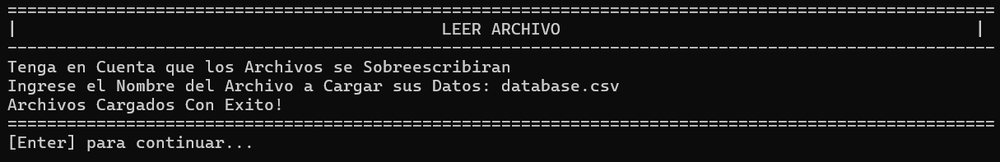 ====================================================================================================
|                                           LEER ARCHIVO                                           |
----------------------------------------------------------------------------------------------------
Tenga en Cuenta que los Archivos se Sobreescribiran
Ingrese el Nombre del Archivo a Cargar sus Datos: database.csv
Archivos Cargados Con Exito!
====================================================================================================
[Enter] para continuar...